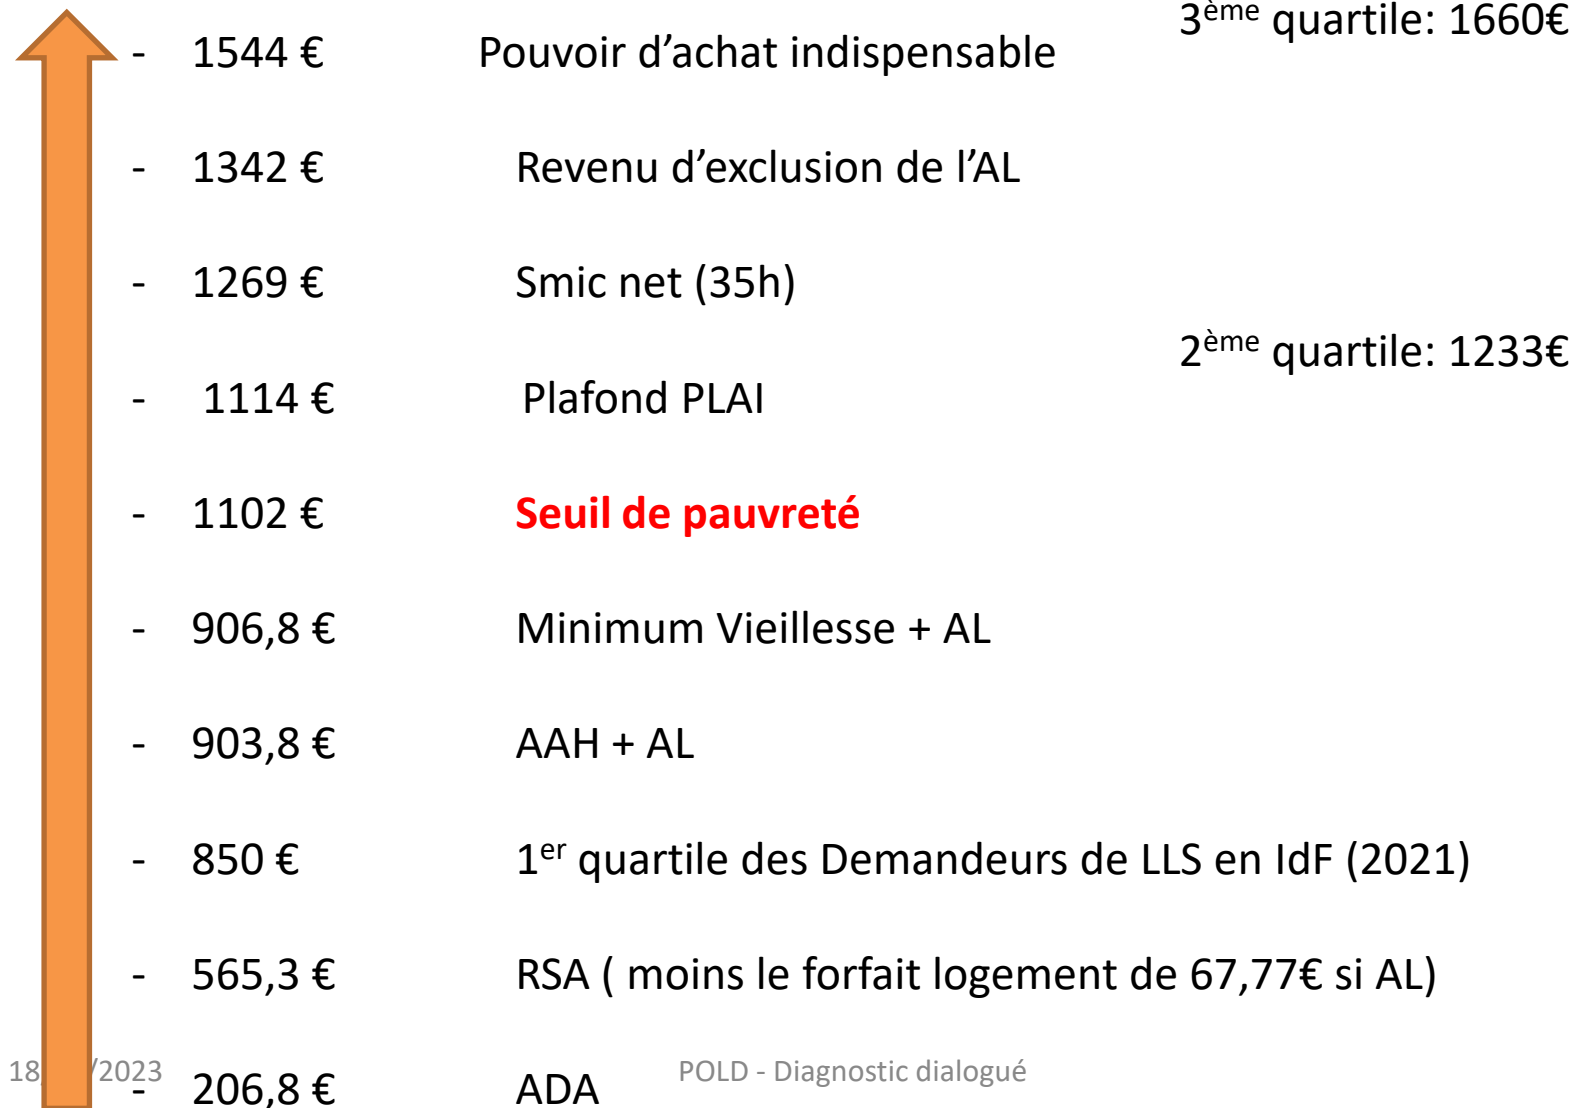 3ème quartile: 1660€
- 1544 € Pouvoir d’achat indispensable
- 1342 € Revenu d’exclusion de l’AL
- 1269 € Smic net (35h)
2ème quartile: 1233€
- 1114 € Plafond PLAI
- 1102 € Seuil de pauvreté
- 906,8 € Minimum Vieillesse + AL
- 903,8 € AAH + AL
- 850 € 1er quartile des Demandeurs de LLS en IdF (2021)
- 565,3 € RSA ( moins le forfait logement de 67,77€ si AL)
18/ /2023 POLD - Diagnostic dialogué
- 206,8 € ADA